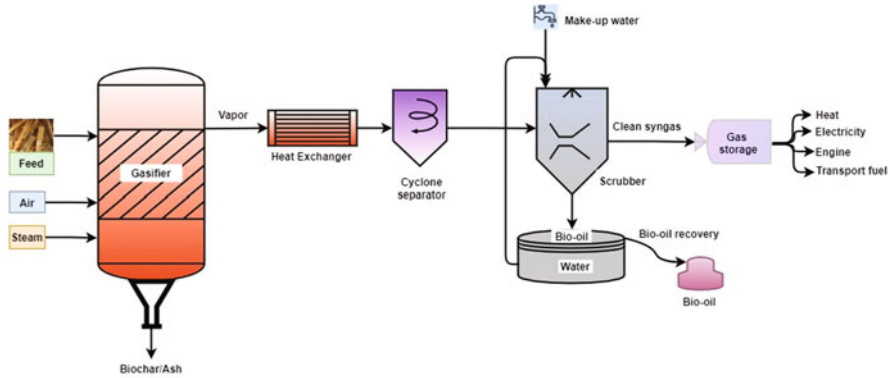 Make-up water
Vapor
Feed
Gasifier
Air
Steam
Biochar/Ash
Heat Exchanger
Cyclone
separator
Clean syngas
Scrubber
Gas
storage
Heat
Electricity
Engine
Transport fuel
Bio-oil
Water
Bio-oil recovery
Bio-oil